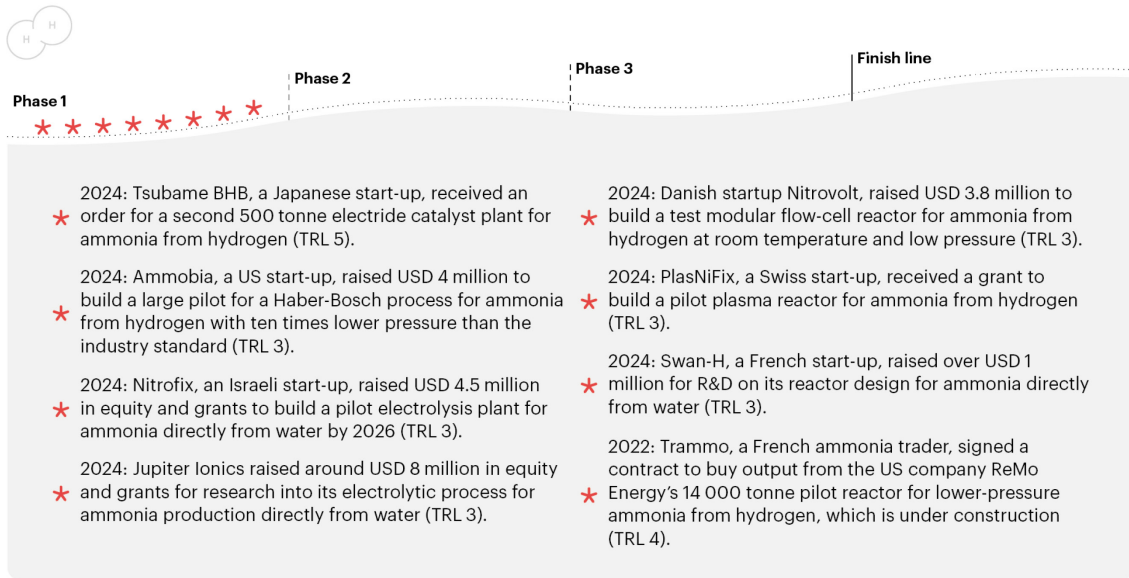 H
H
Phase 1
Phase 2
Phase 3
Finish line
2024: Tsubame BHB, a Japanese start-up, received an
order for a second 500 tonne electride catalyst plant for
ammonia from hydrogen (TRL 5).
2024: Ammobia, a US start-up, raised USD 4 million to
build a large pilot for a Haber-Bosch process for ammonia
from hydrogen with ten times lower pressure than the
industry standard (TRL 3).
2024: Nitrofix, an Israeli start-up, raised USD 4.5 million
in equity and grants to build a pilot electrolysis plant for
ammonia directly from water by 2026 (TRL 3).
2024: Jupiter Ionics raised around USD 8 million in equity
and grants for research into its electrolytic process for
ammonia production directly from water (TRL 3).
2024: Danish startup Nitrovolt, raised USD 3.8 million to
build a test modular flow-cell reactor for ammonia from
hydrogen at room temperature and low pressure (TRL 3).
2024: PlasNiFix, a Swiss start-up, received a grant to
build a pilot plasma reactor for ammonia from hydrogen
(TRL 3).
2024: Swan-H, a French start-up, raised over USD 1
million for R&D on its reactor design for ammonia directly
from water (TRL 3).
2022: Trammo, a French ammonia trader, signed a
contract to buy output from the US company ReMo
Energy's 14 000 tonne pilot reactor for lower-pressure
ammonia from hydrogen, which is under construction
(TRL 4).